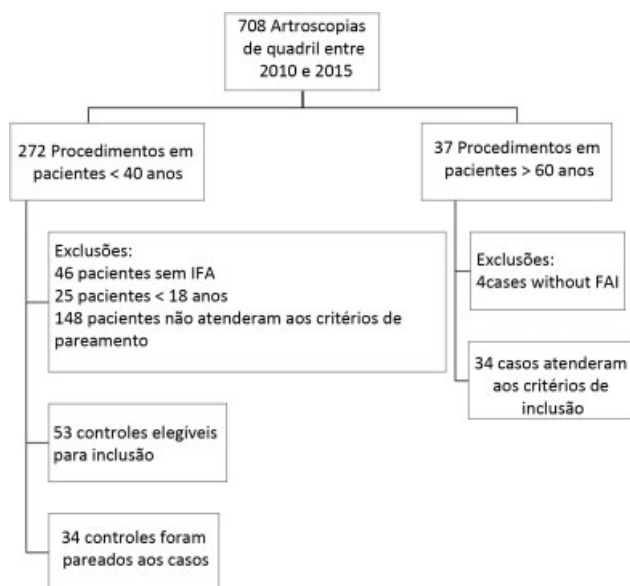 708 Artroscopias
de quadril entre
2010 e 2015
272 Procedimentos em
pacientes < 40 anos
37 Procedimentos em
pacientes > 60 anos
Exclusões:
46 pacientes sem IFA
25 pacientes < 18 anos
148 pacientes não atenderam aos critérios de
pareamento
Exclusões:
4cases without FAI
34 casos atenderam
aos critérios de
inclusão
53 controles elegíveis
para inclusão
34 controles foram
pareados aos casos